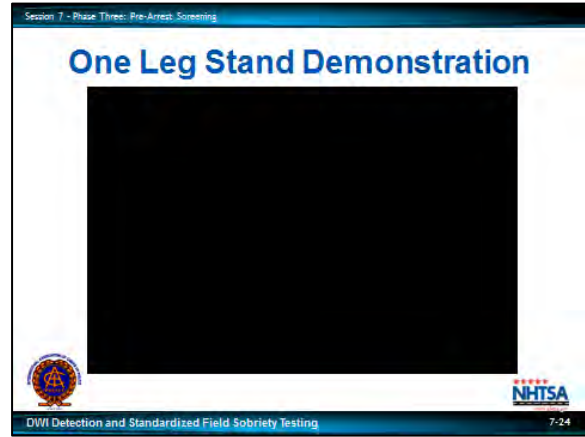 Session 7 - Phase Three: Pre-Arrest Screening
One Leg Stand Demonstration
NHTSA
DWI Detection and Standardized Field Sobriety Testing
7-24